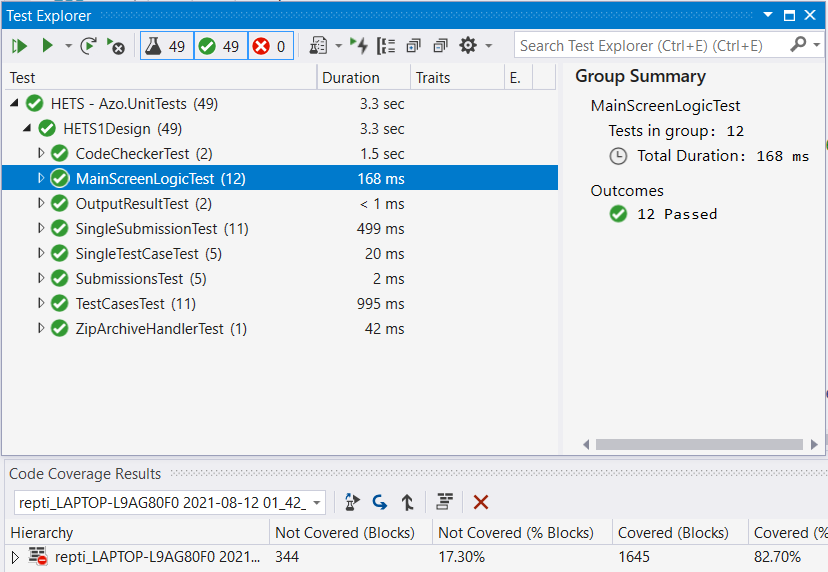 Test Explorer
49 49 0
Search Test Explorer (Ctrl+E) (Ctrl+E)
Test Duration Traits E.
HETS - Azo.UnitTests (49) 3.3 sec
HETS1Design (49) 3.3 sec
CodeCheckerTest (2) 1.5 sec
MainScreenLogicTest (12) 168 ms
OutputResultTest (2) < 1 ms
SingleSubmissionTest (11) 499 ms
SingleTestCaseTest (5) 20 ms
SubmissionsTest (5) 2 ms
TestCasesTest (11) 995 ms
ZipArchiveHandlerTest (1) 42 ms
Group Summary
MainScreenLogicTest
Tests in group: 12
Total Duration: 168 ms
Outcomes
12 Passed
Code Coverage Results
repti_LAPTOP-L9AG80F0 2021-08-12 01_42_
Hierarchy Not Covered (Blocks) Not Covered (% Blocks) Covered (Blocks) Covered (%
repti_LAPTOP-L9AG80F0 2021... 344 17.30% 1645 82.70%